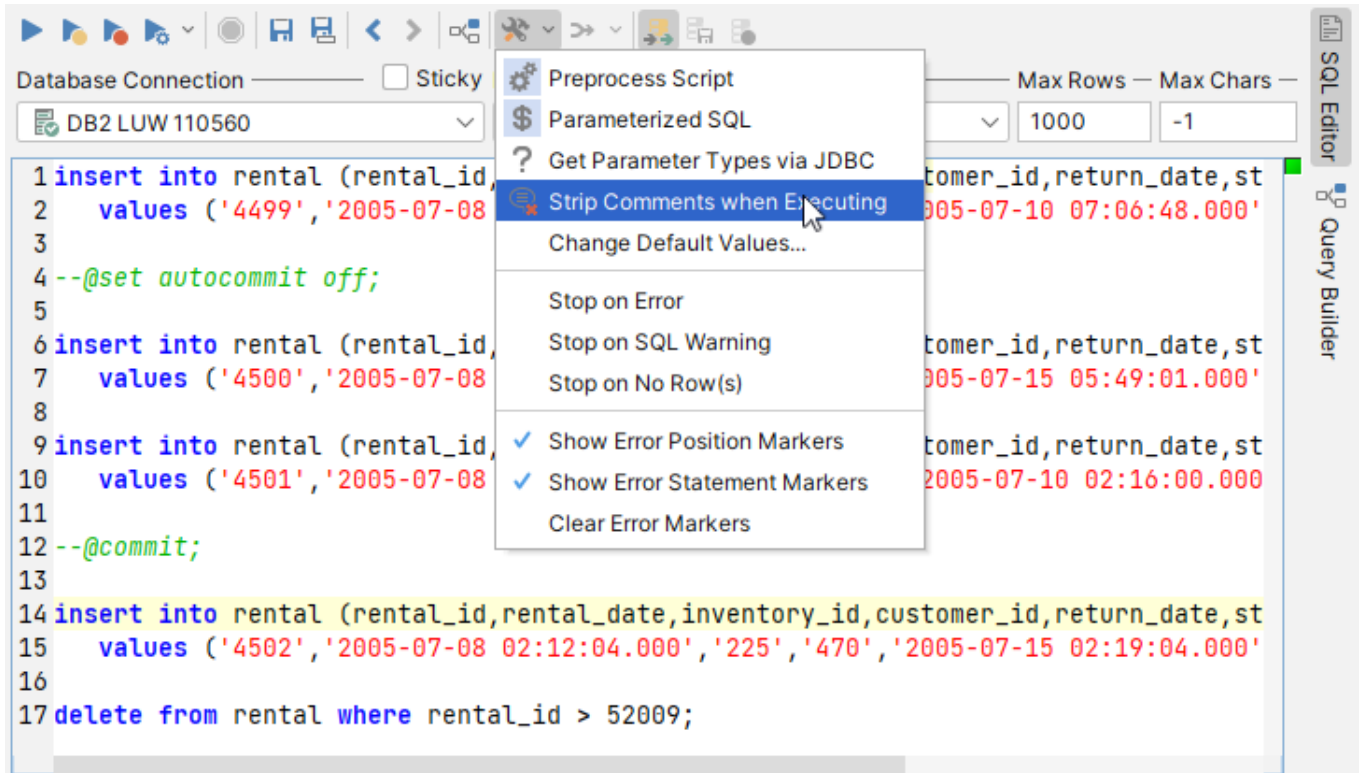 Database Connection Sticky Max Rows Max Chars
DB2 LUW 110560 1000 -1
Preprocess Script
Parameterized SQL
Get Parameter Types via JDBC
Strip Comments when Executing
Change Default Values...
Stop on Error
Stop on SQL Warning
Stop on No Row(s)
Show Error Position Markers
Show Error Statement Markers
Clear Error Markers
1 insert into rental (rental_id, tomer_id,return_date,st
2 values ('4499','2005-07-08 005-07-10 07:06:48.000'
3
4 --@set autocommit off;
5
6 insert into rental (rental_id, tomer_id,return_date,st
7 values ('4500','2005-07-08 005-07-15 05:49:01.000'
8
9 insert into rental (rental_id, tomer_id,return_date,st
10 values ('4501','2005-07-08 2005-07-10 02:16:00.000
11
12 --@commit;
13
14 insert into rental (rental_id,rental_date,inventory_id,customer_id,return_date,st
15 values ('4502','2005-07-08 02:12:04.000','225','470','2005-07-15 02:19:04.000'
16
17 delete from rental where rental_id > 52009;
SQL Editor
Query Builder